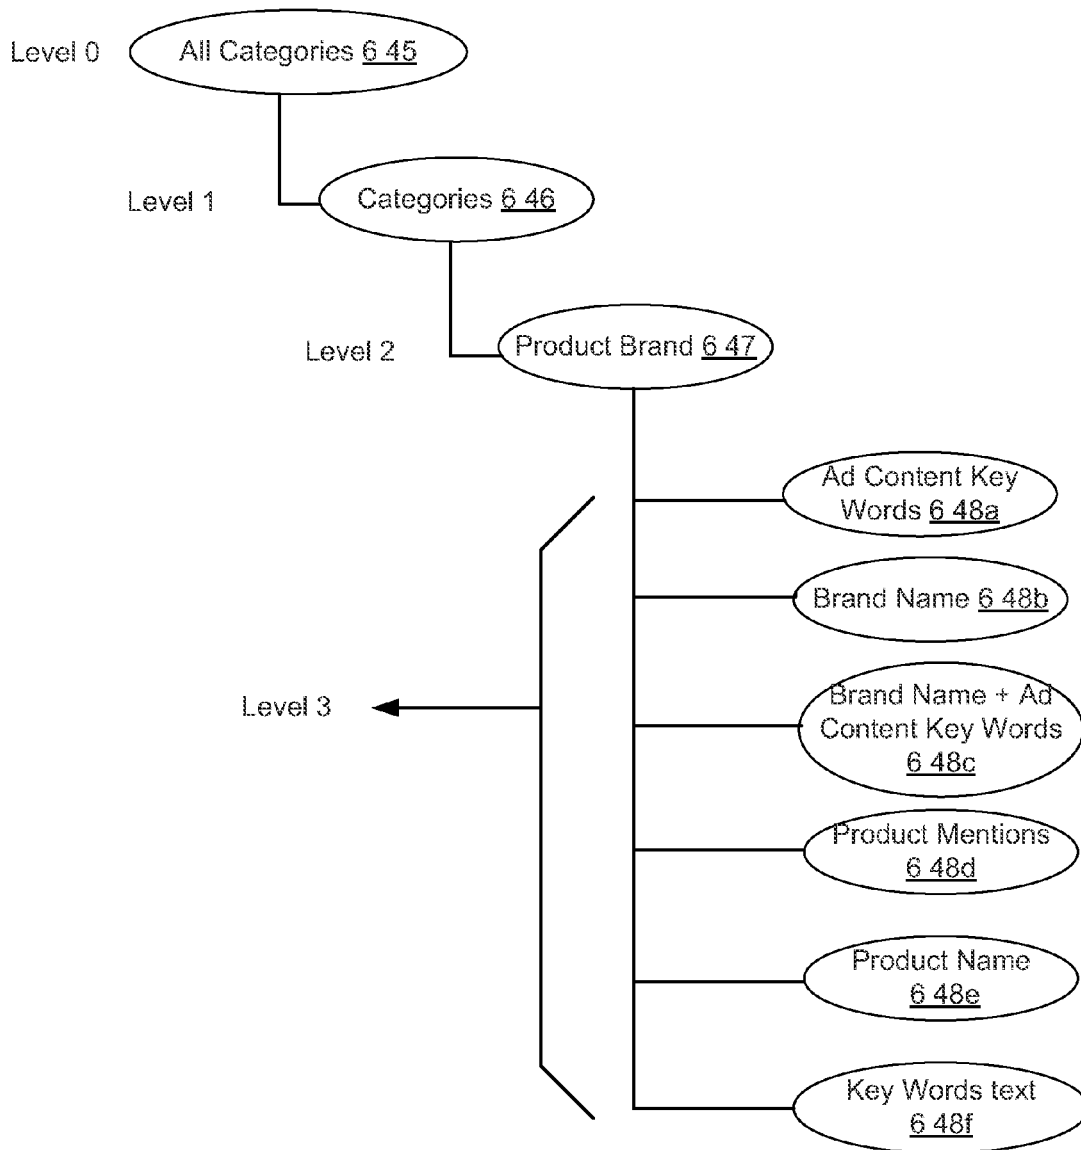 Level 0
All Categories 6 45
Level 1
Categories 6 46
Level 2
Product Brand 6 47
Ad Content Key
Words 6 48a
Brand Name 6 48b
Brand Name + Ad
Content Key Words
6 48c
Level 3
Product Mentions
6 48d
Product Name
6 48e
Key Words text
6 48f